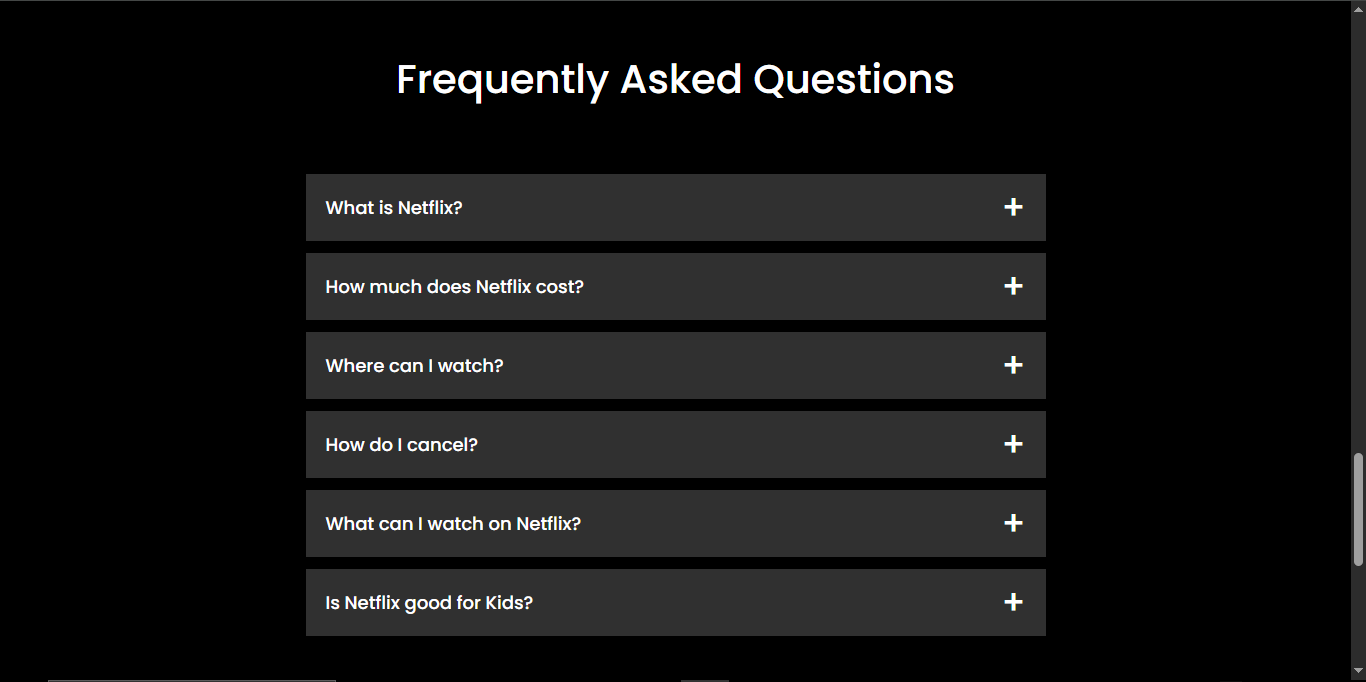 Frequently Asked Questions
What is Netflix?
How much does Netflix cost?
Where can I watch?
How do I cancel?
What can I watch on Netflix?
Is Netflix good for Kids?